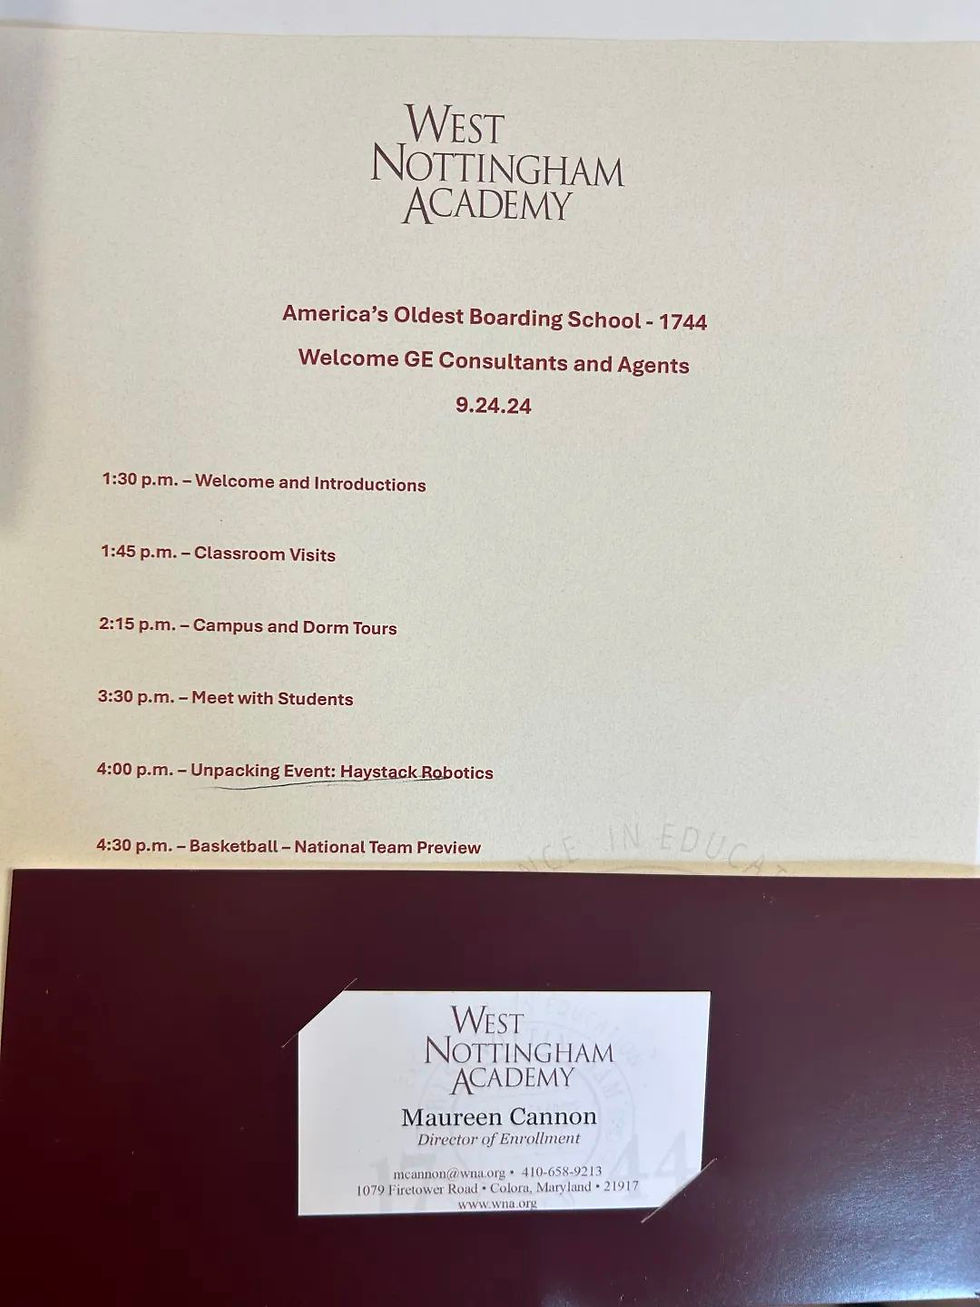 WEST
NOTTINGHAM
ACADEMY
America's Oldest Boarding School - 1744
Welcome GE Consultants and Agents
9.24.24
1:30 p.m. – Welcome and Introductions
1:45 p.m. – Classroom Visits
2:15 p.m. – Campus and Dorm Tours
3:30 p.m. – Meet with Students
4:00 p.m. – Unpacking Event: Haystack Robotics
4:30 p.m. – Basketball – National Team Preview
IN EDUCAT
WEST
NOTTINGHAM
ACADEMY
Maureen Cannon
Director of Enrollment
mcannon@wna.org • 410-658-9213
1079 Firetower Road • Colora, Maryland • 21917
www.wna.org